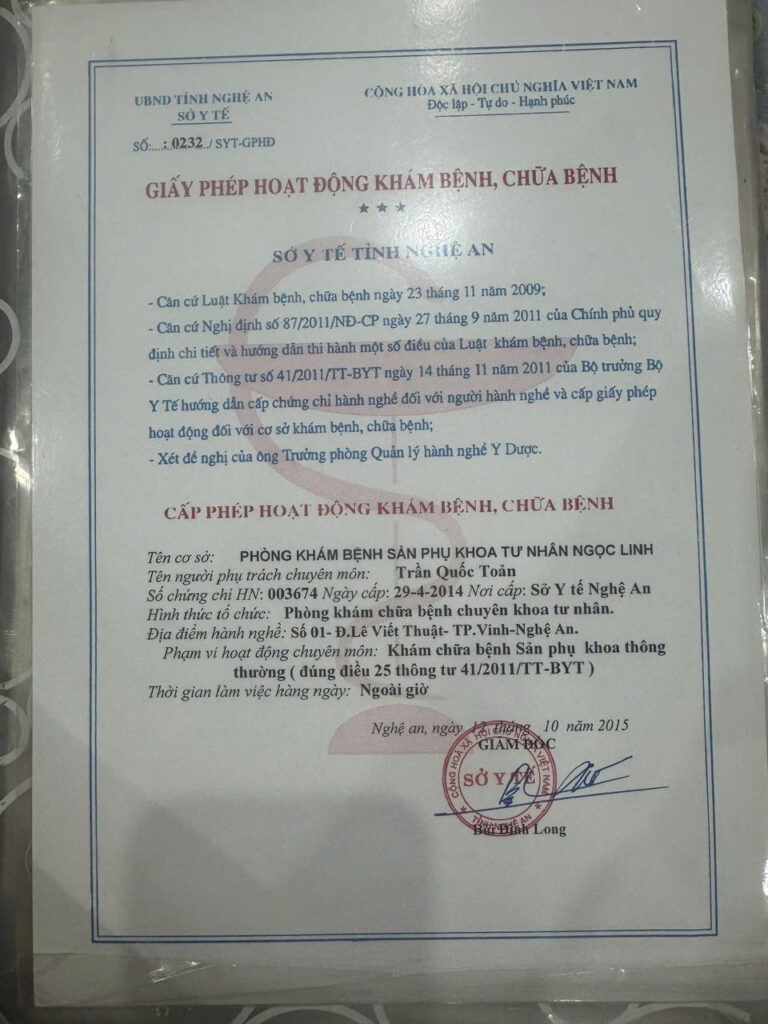 UBND TỈNH NGHỆ AN
SỞ Y TẾ
SỐ:....: 0232 / SYT-GPHĐ
CỘNG HÒA XÃ HỘI CHỦ NGHĨA VIỆT NAM
Độc lập - Tự do - Hạnh phúc
GIẤY PHÉP HOẠT ĐỘNG KHÁM BỆNH, CHỮA BỆNH
SỞ Y TẾ TỈNH NGHỆ AN
- Căn cứ Luật Khám bệnh, chữa bệnh ngày 23 tháng 11 năm 2009;
- Căn cứ Nghị định số 87/2011/NĐ-CP ngày 27 tháng 9 năm 2011 của Chính phủ quy
định chi tiết và hướng dẫn thi hành một số điều của Luật khám bệnh, chữa bệnh;
- Căn cứ Thông tư số 41/2011/TT-BYT ngày 14 tháng 11 năm 2011 của Bộ trưởng Bộ
Y Tế hướng dẫn cấp chứng chỉ hành nghề đối với người hành nghề và cấp giấy phép
hoạt động đối với cơ sở khám bệnh, chữa bệnh;
- Xét đề nghị của ông Trưởng phòng Quản lý hành nghề Y Dược.
CẤP PHÉP HOẠT ĐỘNG KHÁM BỆNH, CHỮA BỆNH
Tên cơ sở: PHÒNG KHÁM BỆNH SẢN PHỤ KHOA TƯ NHÂN NGỌC LINH
Tên người phụ trách chuyên môn: Trần Quốc Toản
Số chứng chỉ HN: 003674 Ngày cấp: 29-4-2014 Nơi cấp: Sở Y tế Nghệ An
Hình thức tổ chức: Phòng khám chữa bệnh chuyên khoa tư nhân.
Địa điểm hành nghề: Số 01- Đ.Lê Viết Thuật- TP.Vinh-Nghệ An.
Phạm vi hoạt động chuyên môn: Khám chữa bệnh Sản phụ khoa thông
thường ( đúng điều 25 thông tư 41/2011/TT-BYT )
Thời gian làm việc hàng ngày: Ngoài giờ
Nghệ an, ngày 12 tháng 10 năm 2015
GIÁM ĐỐC
CỘNG HOÀ XÃ HỘI CHỦ NGHĨA VIỆT NAM
SỞ Y TẾ
TỈNH NGHỆ AN
Bùi Đình Long